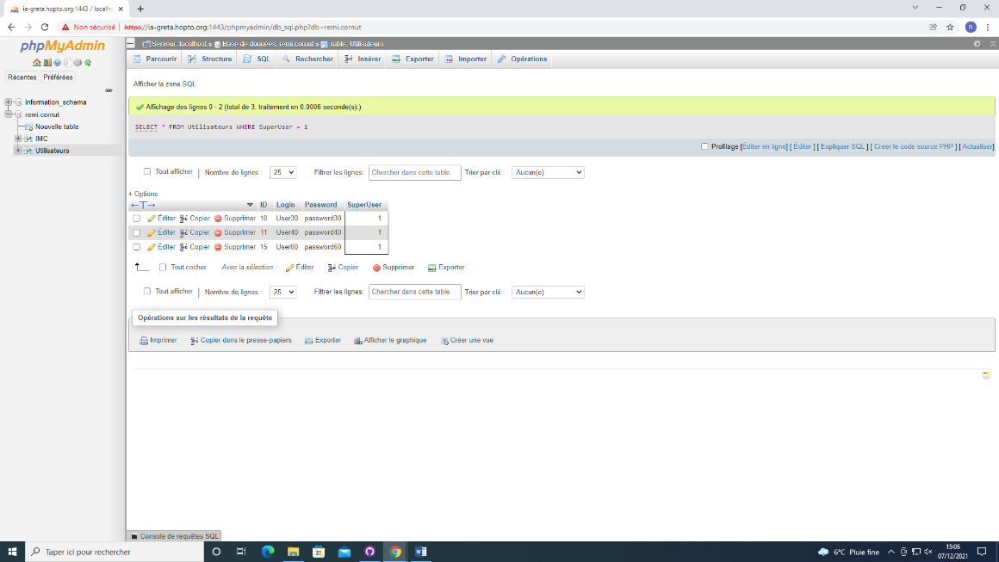 ia-greta.hopto.org:1443 / localho
Non sécurisé | https://ia-greta.hopto.org:1443/phpmyadmin/db_sql.php?db=remi.cornut
R
phpMyAdmin
Récentes Préférées
information_schema
remi.cornut
Nouvelle table
IMC
Utilisateurs
Serveur: localhost » Base de données: remi.cornut » Table: Utilisateurs
Parcourir Structure SQL Rechercher Insérer Exporter Importer Opérations
Afficher la zone SQL
Affichage des lignes 0 - 2 (total de 3, traitement en 0.0006 seconde(s).)
SELECT * FROM Utilisateurs WHERE SuperUser = 1
Profilage [Éditer en ligne] [ Éditer ] [ Expliquer SQL ] [ Créer le code source PHP ] [ Actualiser]
Tout afficher | Nombre de lignes : 25 Filtrer les lignes: Chercher dans cette table Trier par clé : Aucun(e)
+ Options
←T→ ID Login Password SuperUser
Éditer Copier Supprimer 10 User30 password30 1
Éditer Copier Supprimer 11 User40 password40 1
Éditer Copier Supprimer 15 User60 password60 1
Tout cocher Avec la sélection : Éditer Copier Supprimer Exporter
Tout afficher | Nombre de lignes : 25 Filtrer les lignes: Chercher dans cette table Trier par clé : Aucun(e)
Opérations sur les résultats de la requête
Imprimer Copier dans le presse-papiers Exporter Afficher le graphique Créer une vue
Console de requêtes SQL
Taper ici pour rechercher
6°C Pluie fine
15:06
07/12/2021